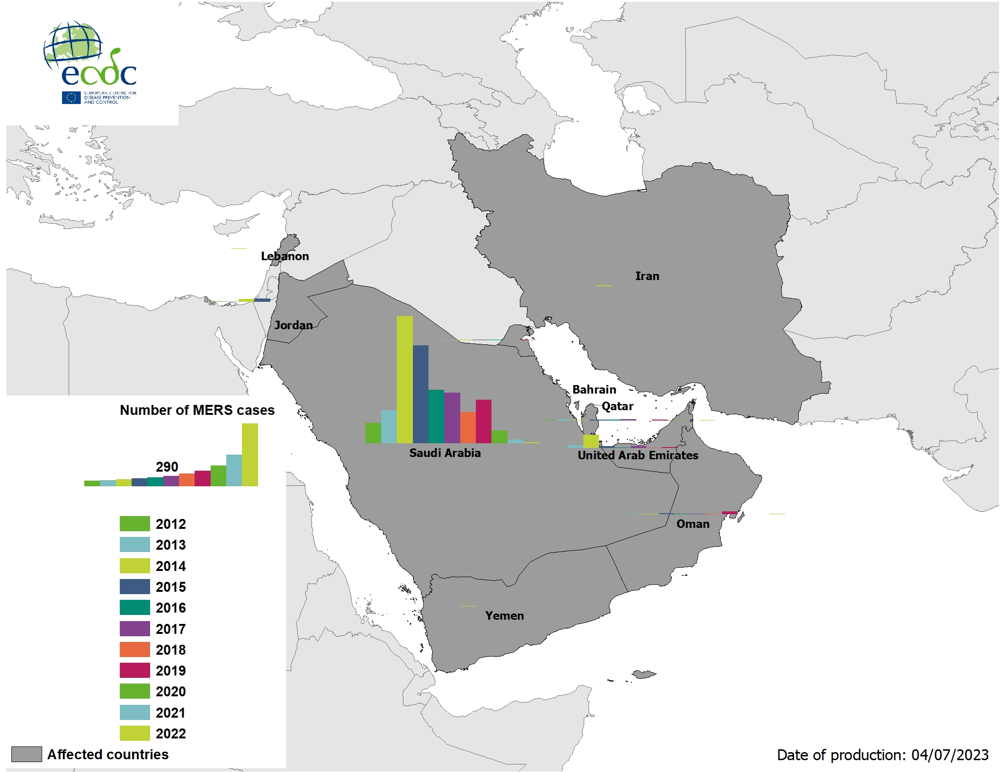 ecdc
EUROPEAN CENTRE FOR
DISEASE PREVENTION
AND CONTROL
Lebanon
Iran
Jordan
Bahrain
Qatar
Saudi Arabia
United Arab Emirates
Oman
Yemen
Number of MERS cases
290
2012
2013
2014
2015
2016
2017
2018
2019
2020
2021
2022
Affected countries
Date of production: 04/07/2023